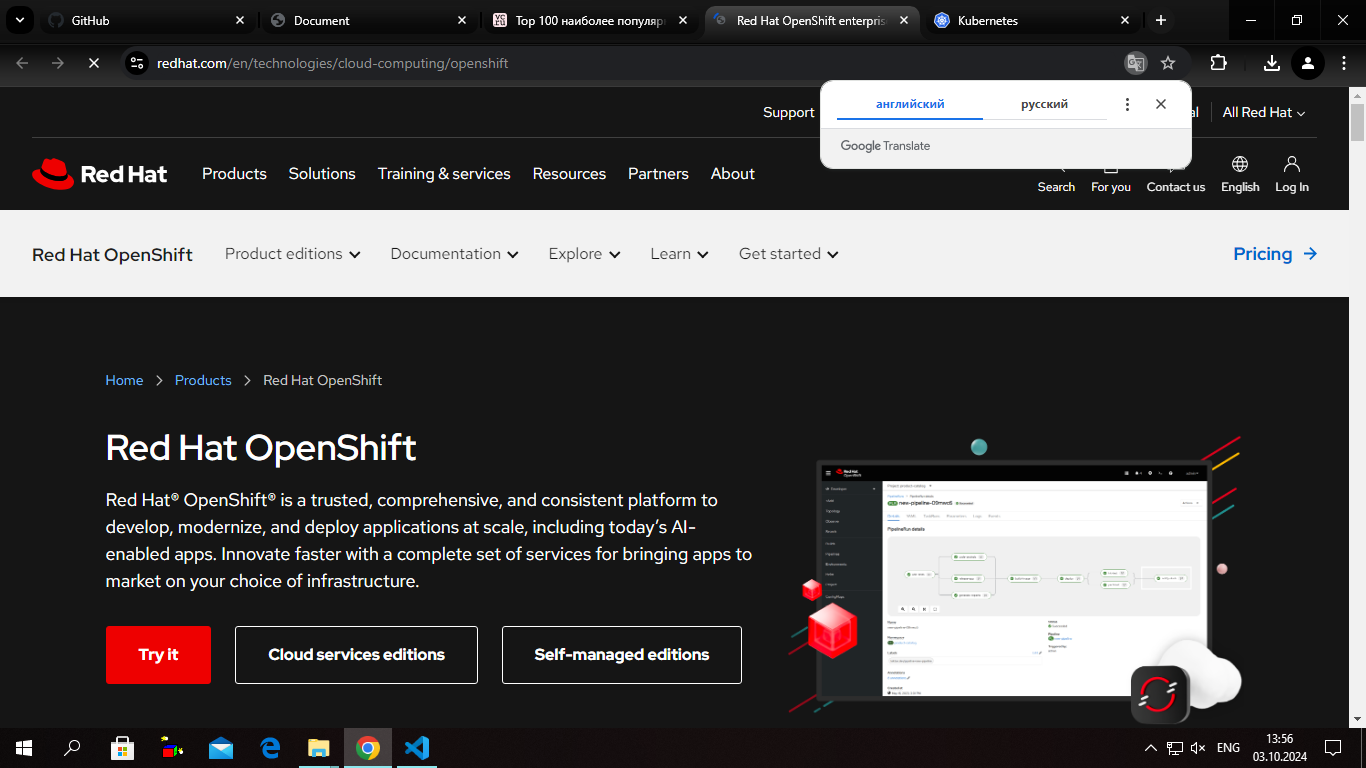 GitHub
Document
Top 100 наиболее популяр
Red Hat OpenShift enterpris
Kubernetes
redhat.com/en/technologies/cloud-computing/openshift
английский
русский
Google Translate
Support
All Red Hat
Red Hat
Products
Solutions
Training & services
Resources
Partners
About
Search
For you
Contact us
English
Log In
Red Hat OpenShift
Product editions
Documentation
Explore
Learn
Get started
Pricing
Home
Products
Red Hat OpenShift
Red Hat OpenShift
Red Hat® OpenShift® is a trusted, comprehensive, and consistent platform to
develop, modernize, and deploy applications at scale, including today's AI-
enabled apps. Innovate faster with a complete set of services for bringing apps to
market on your choice of infrastructure.
Try it
Cloud services editions
Self-managed editions
Red Hat
OpenShift
PipelineRun details
ENG
13:56
03.10.2024